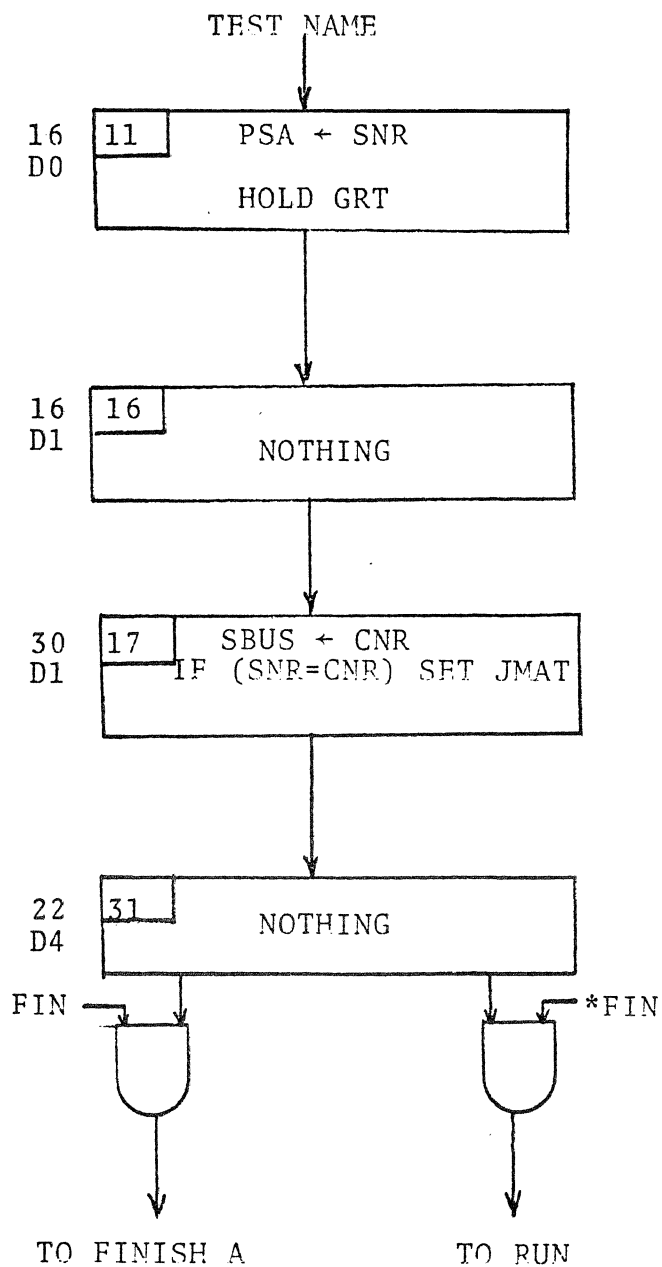 TEST NAME
16 11 PSA ← SNR
D0
HOLD GRT
16 16
D1
NOTHING
30 17 SBUS ← CNR
D1 IF (SNR=CNR) SET JMAT
22 31
D4 NOTHING
FIN *FIN
TO FINISH A TO RUN